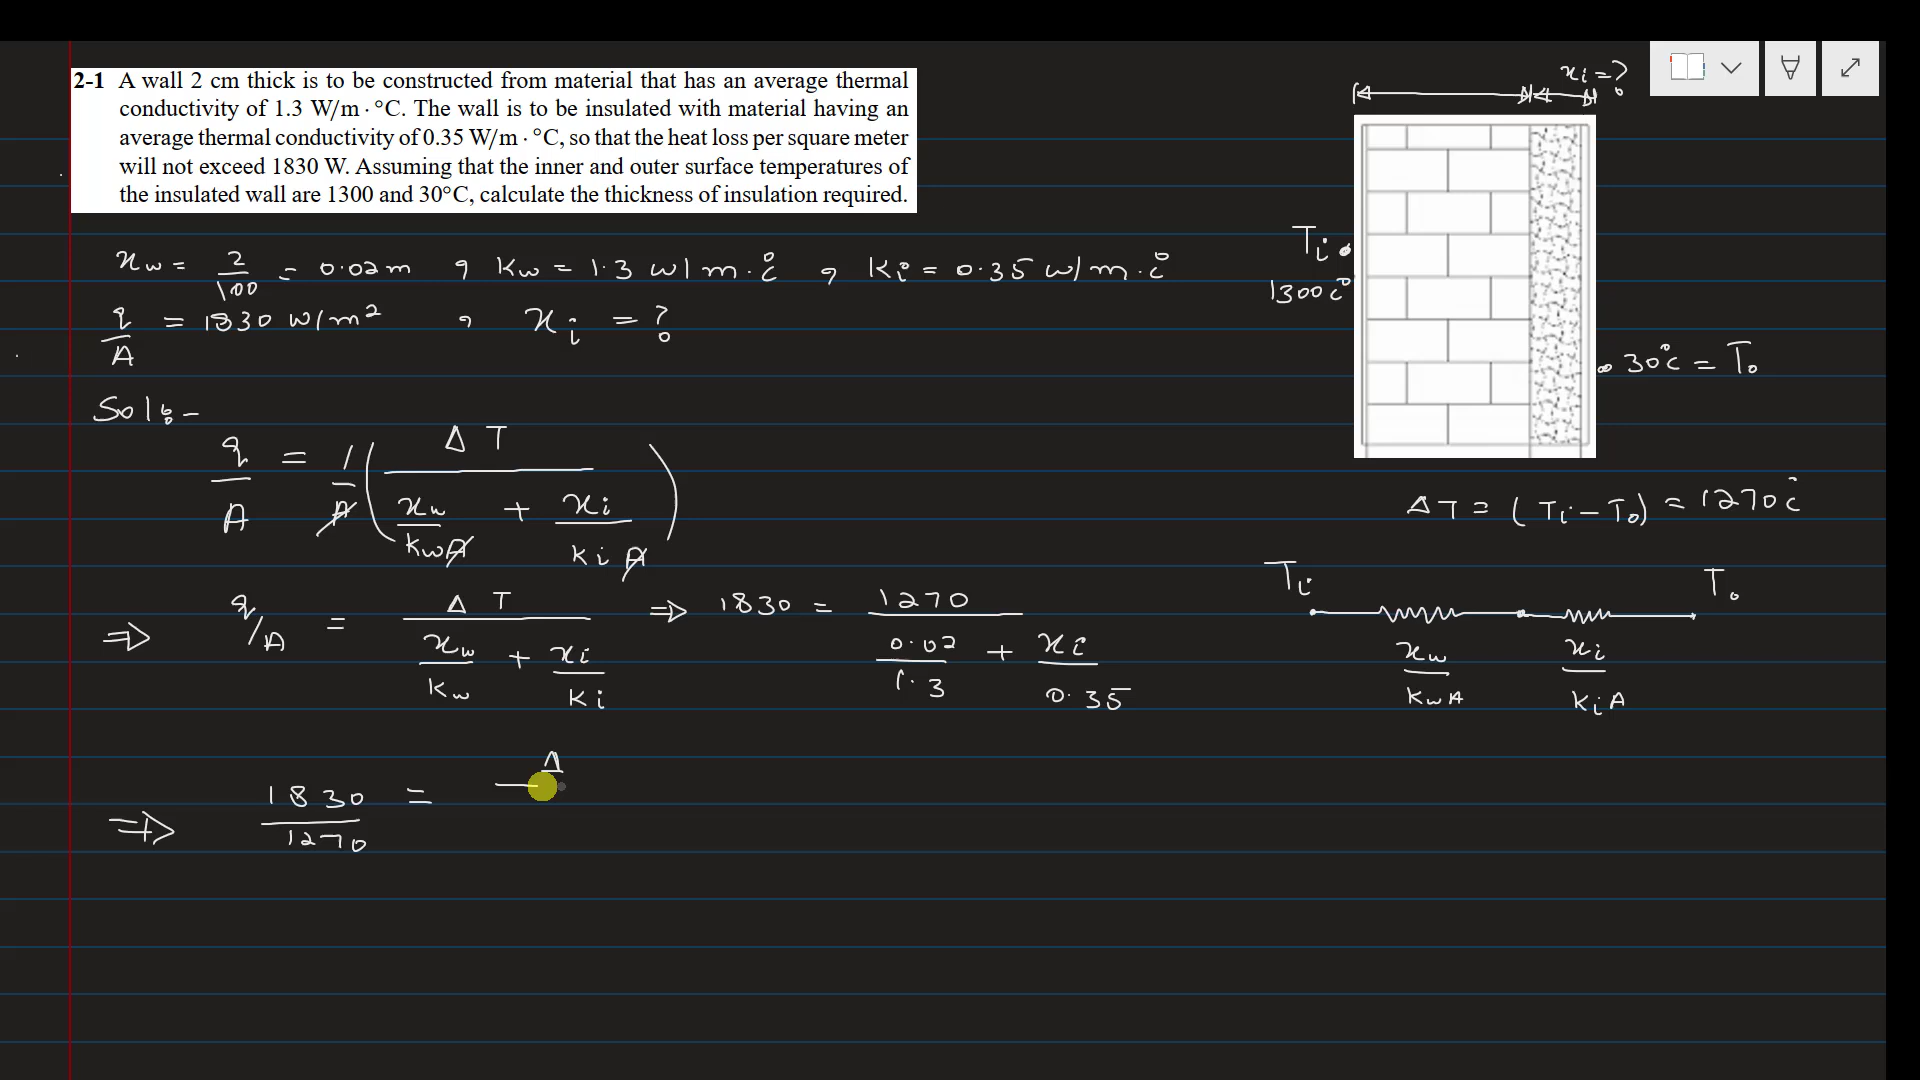 2-1 A wall 2 cm thick is to be constructed from material that has an average thermal
conductivity of 1.3 W/m · °C. The wall is to be insulated with material having an
average thermal conductivity of 0.35 W/m · °C, so that the heat loss per square meter
will not exceed 1830 W. Assuming that the inner and outer surface temperatures of
the insulated wall are 1300 and 30°C, calculate the thickness of insulation required.
xi = ?
xw = 2/100 = 0.02 m , Kw = 1.3 W/m·°C , Ki = 0.35 W/m·°C
q/A = 1830 W/m² , xi = ?
Ti
1300 C°
30°C = To
Sol:-
q/A = 1/A ( ΔT / ( xw/KwA + xi/KiA ) )
ΔT = (Ti - To) = 1270 °C
⇒ q/A = ΔT / ( xw/Kw + xi/Ki ) ⇒ 1830 = 1270 / ( 0.02/1.3 + xi/0.35 )
Ti To
xw/KwA xi/KiA
⇒ 1830/1270 =